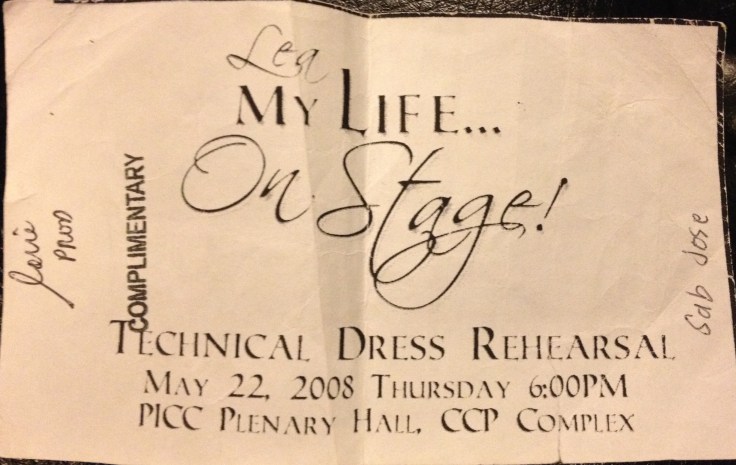 Lea
My Life...
On Stage!
COMPLIMENTARY
PROD
Sab Jose
Technical Dress Rehearsal
May 22, 2008 Thursday 6:00PM
PICC Plenary Hall, CCP Complex